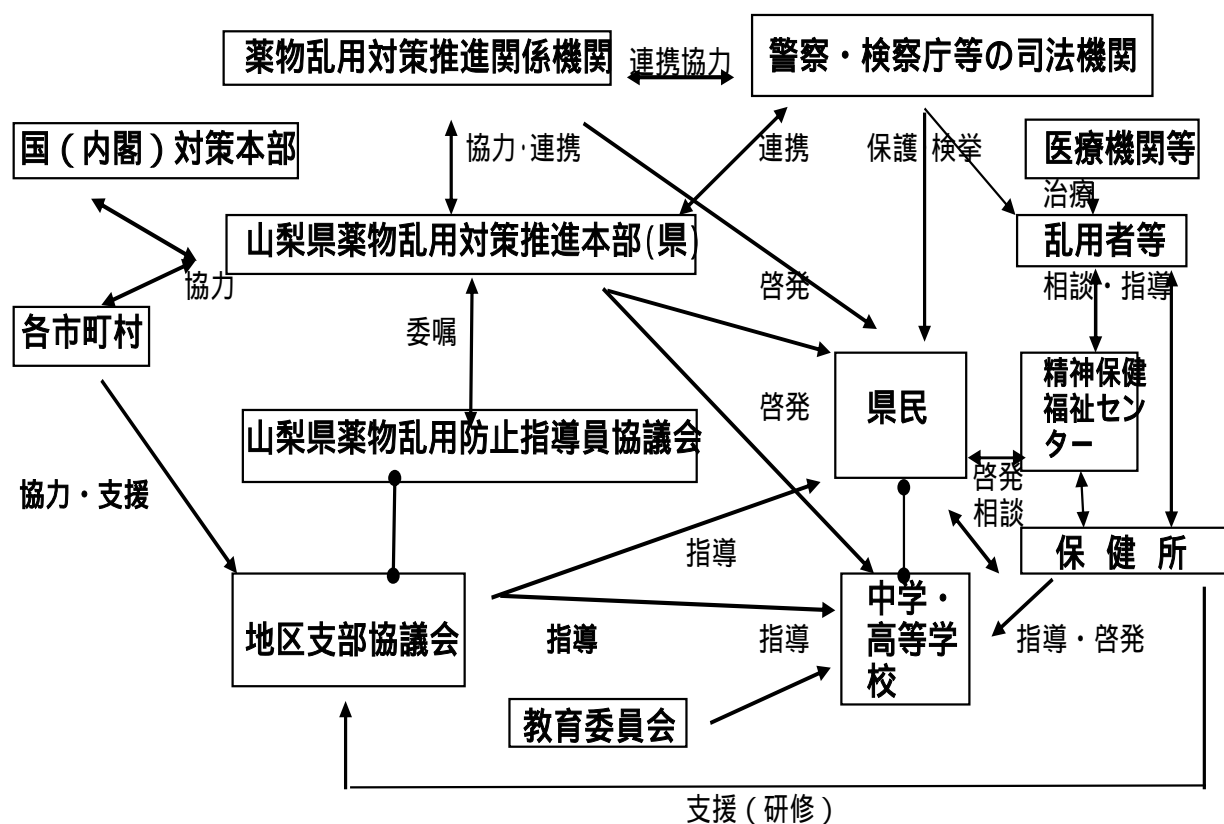 薬物乱用対策推進関係機関
連携協力
警察・検察庁等の司法機関
国（内閣）対策本部
協力・連携
連携
保護
検挙
医療機関等
治療
山梨県薬物乱用対策推進本部(県)
乱用者等
協力
啓発
相談・指導
各市町村
委嘱
県民
精神保健
福祉セン
ター
啓発
山梨県薬物乱用防止指導員協議会
協力・支援
啓発
相談
指導
保 健 所
中学・
高等学
校
地区支部協議会
指導
指導
指導・啓発
教育委員会
支援（研修）